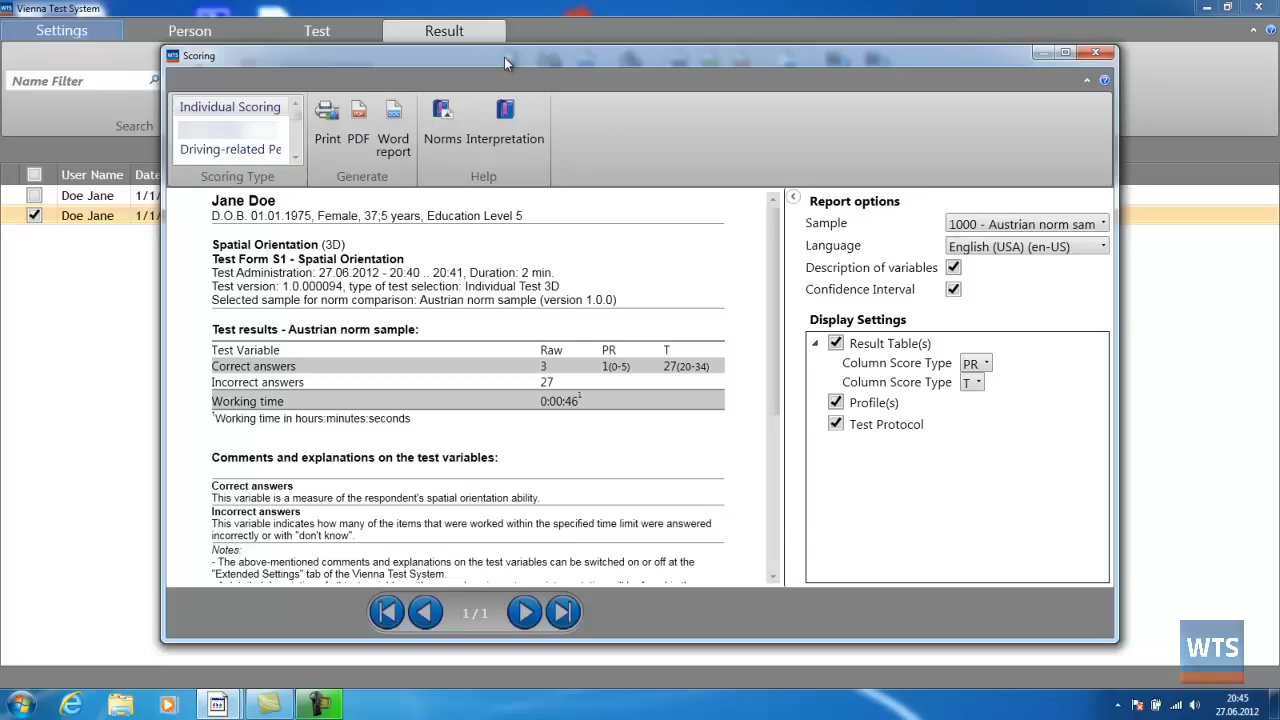 Vienna Test System
Settings
Person
Test
Result
Name Filter
Search
User Name
Date
Doe Jane
1/1/
Doe Jane
1/1/
WTS
Scoring
Individual Scoring
Driving-related Pe
Scoring Type
Print
PDF
Word
report
Generate
Norms
Interpretation
Help
Jane Doe
D.O.B. 01.01.1975, Female, 37;5 years, Education Level 5
Spatial Orientation (3D)
Test Form S1 - Spatial Orientation
Test Administration: 27.06.2012 - 20:40 .. 20:41, Duration: 2 min.
Test version: 1.0.000094, type of test selection: Individual Test 3D
Selected sample for norm comparison: Austrian norm sample (version 1.0.0)
Test results - Austrian norm sample:
Test Variable Raw PR T
Correct answers 3 1(0-5) 27(20-34)
Incorrect answers 27
Working time 0:00:46¹
¹Working time in hours:minutes:seconds
Comments and explanations on the test variables:
Correct answers
This variable is a measure of the respondent's spatial orientation ability.
Incorrect answers
This variable indicates how many of the items that were worked within the specified time limit were answered
incorrectly or with "don't know".
Notes:
- The above-mentioned comments and explanations on the test variables can be switched on or off at the
"Extended Settings" tab of the Vienna Test System.
Report options
Sample 1000 - Austrian norm sam
Language English (USA) (en-US)
Description of variables
Confidence Interval
Display Settings
Result Table(s)
Column Score Type PR
Column Score Type T
Profile(s)
Test Protocol
1 / 1
WTS
20:45
27.06.2012